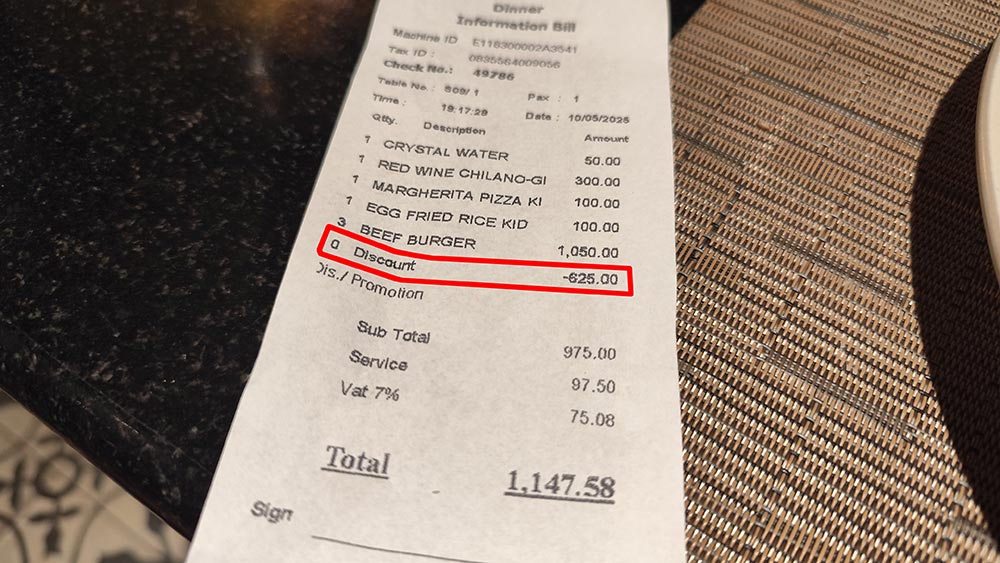 Dinner
Information Bill
Machine ID E118300002A3541
Tax ID : 0835564009056
Check No.: 49786
Table No. : 809/1 Pax : 1
Time : 19:17:29 Date : 10/05/2025
Qtty. Description Amount
1 CRYSTAL WATER 50.00
1 RED WINE CHILANO-GI 300.00
1 MARGHERITA PIZZA KI 100.00
1 EGG FRIED RICE KID 100.00
3 BEEF BURGER 1,050.00
0 Discount -625.00
Dis./ Promotion
Sub Total 975.00
Service 97.50
Vat 7% 75.08
Total 1,147.58
Sign